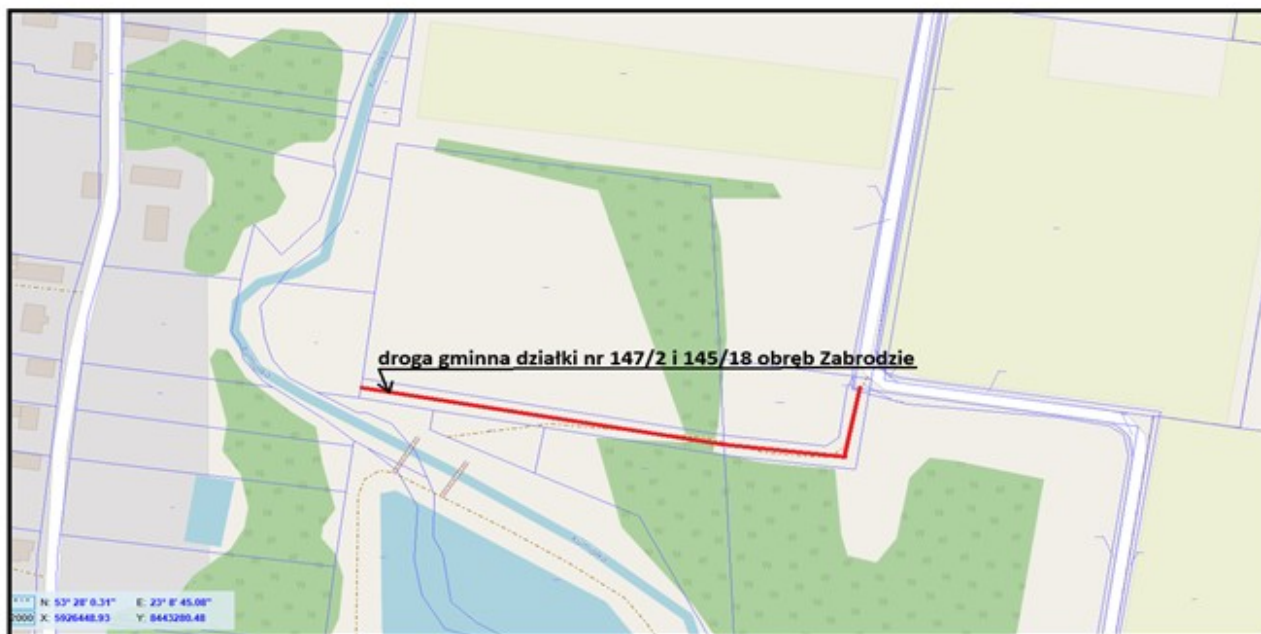 droga gminna działki nr 147/2 i 145/18 obręb Zabrodzie
N: 53° 28' 0.31" E: 23° 8' 45.08"
2000 X: 5926448.93 Y: 8443280.48